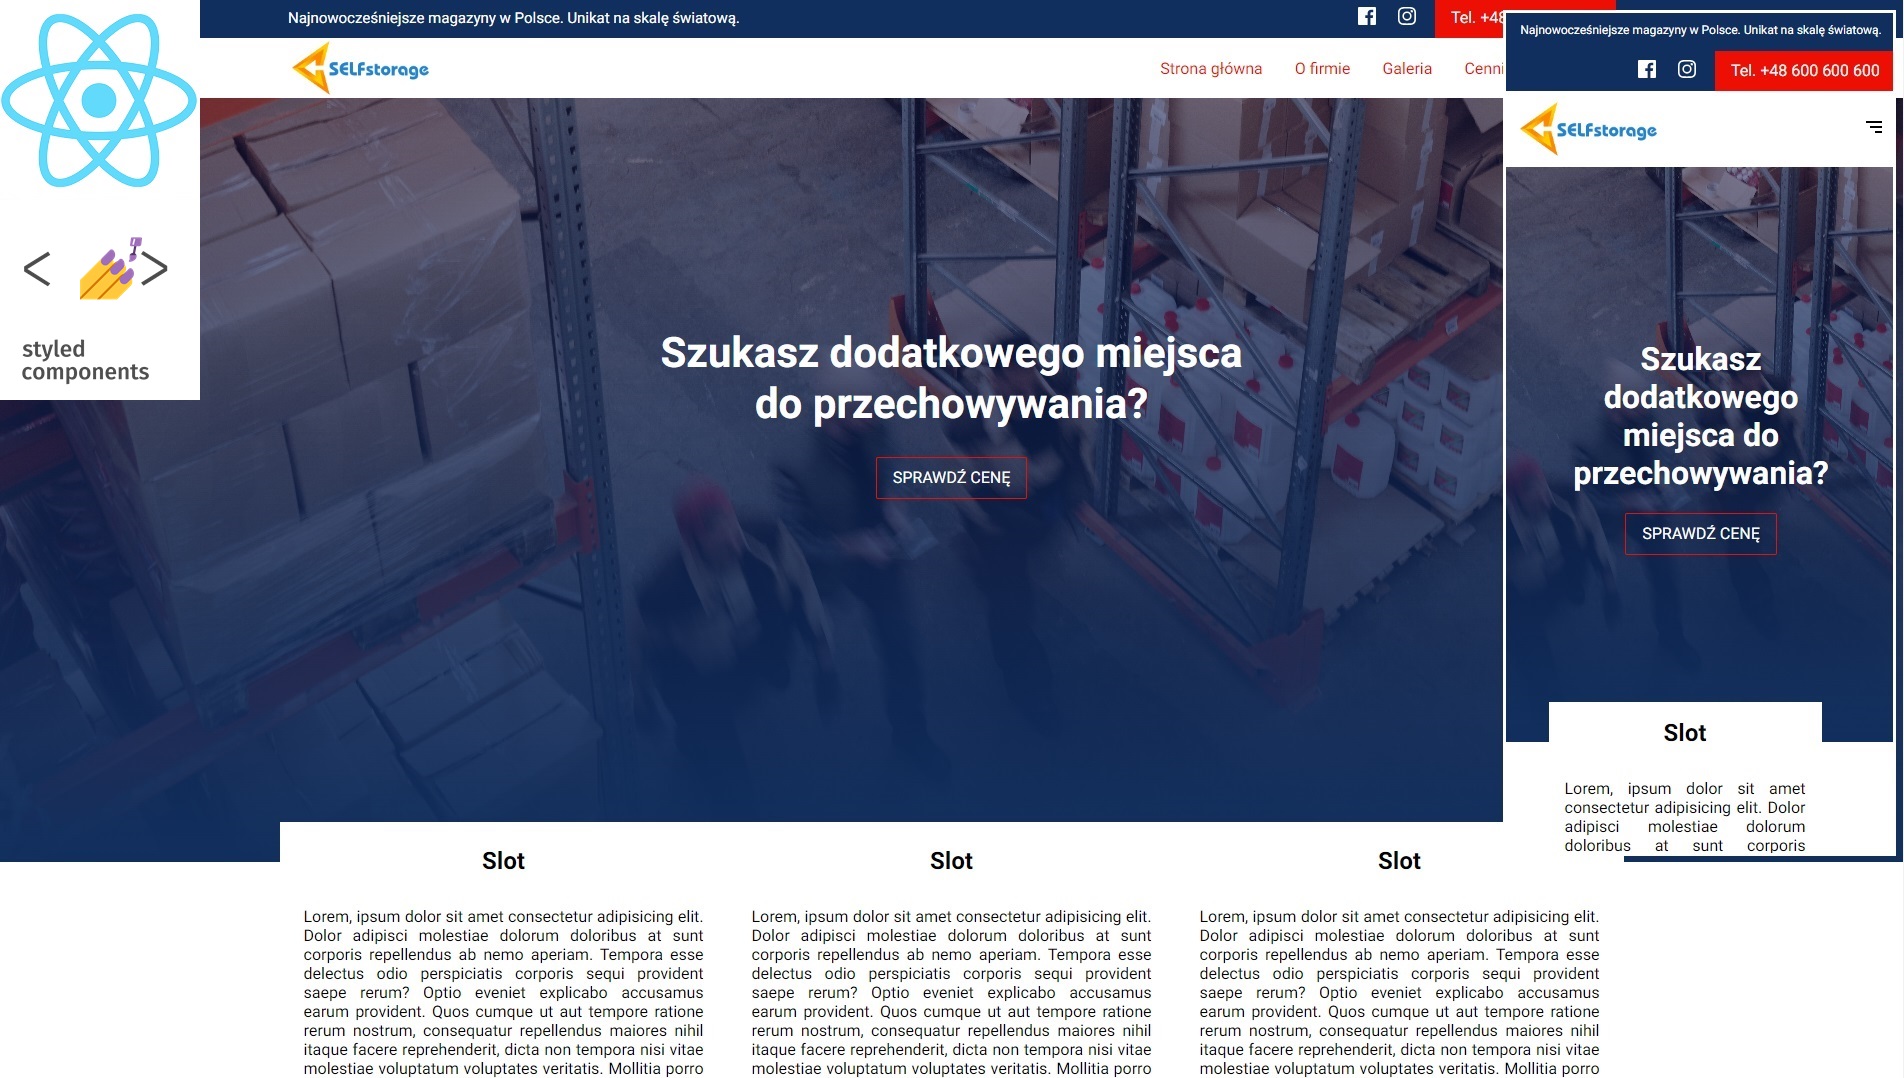 Najnowocześniejsze magazyny w Polsce. Unikat na skalę światową.
Tel. +48
SELFstorage
Strona główna
O firmie
Galeria
Cenni
Szukasz dodatkowego miejsca
do przechowywania?
SPRAWDŹ CENĘ
< >
styled
components
Slot
Lorem, ipsum dolor sit amet consectetur adipisicing elit.
Dolor adipisci molestiae dolorum doloribus at sunt
corporis repellendus ab nemo aperiam. Tempora esse
delectus odio perspiciatis corporis sequi provident
saepe rerum? Optio eveniet explicabo accusamus
earum provident. Quos cumque ut aut tempore ratione
rerum nostrum, consequatur repellendus maiores nihil
itaque facere reprehenderit, dicta non tempora nisi vitae
molestiae voluptatum voluptates veritatis. Mollitia porro
Slot
Lorem, ipsum dolor sit amet consectetur adipisicing elit.
Dolor adipisci molestiae dolorum doloribus at sunt
corporis repellendus ab nemo aperiam. Tempora esse
delectus odio perspiciatis corporis sequi provident
saepe rerum? Optio eveniet explicabo accusamus
earum provident. Quos cumque ut aut tempore ratione
rerum nostrum, consequatur repellendus maiores nihil
itaque facere reprehenderit, dicta non tempora nisi vitae
molestiae voluptatum voluptates veritatis. Mollitia porro
Slot
Lorem, ipsum dolor sit amet consectetur adipisicing elit.
Dolor adipisci molestiae dolorum doloribus at sunt
corporis repellendus ab nemo aperiam. Tempora esse
delectus odio perspiciatis corporis sequi provident
saepe rerum? Optio eveniet explicabo accusamus
earum provident. Quos cumque ut aut tempore ratione
rerum nostrum, consequatur repellendus maiores nihil
itaque facere reprehenderit, dicta non tempora nisi vitae
molestiae voluptatum voluptates veritatis. Mollitia porro
Najnowocześniejsze magazyny w Polsce. Unikat na skalę światową.
Tel. +48 600 600 600
SELFstorage
Szukasz
dodatkowego
miejsca do
przechowywania?
SPRAWDŹ CENĘ
Slot
Lorem, ipsum dolor sit amet
consectetur adipisicing elit. Dolor
adipisci molestiae dolorum
doloribus at sunt corporis